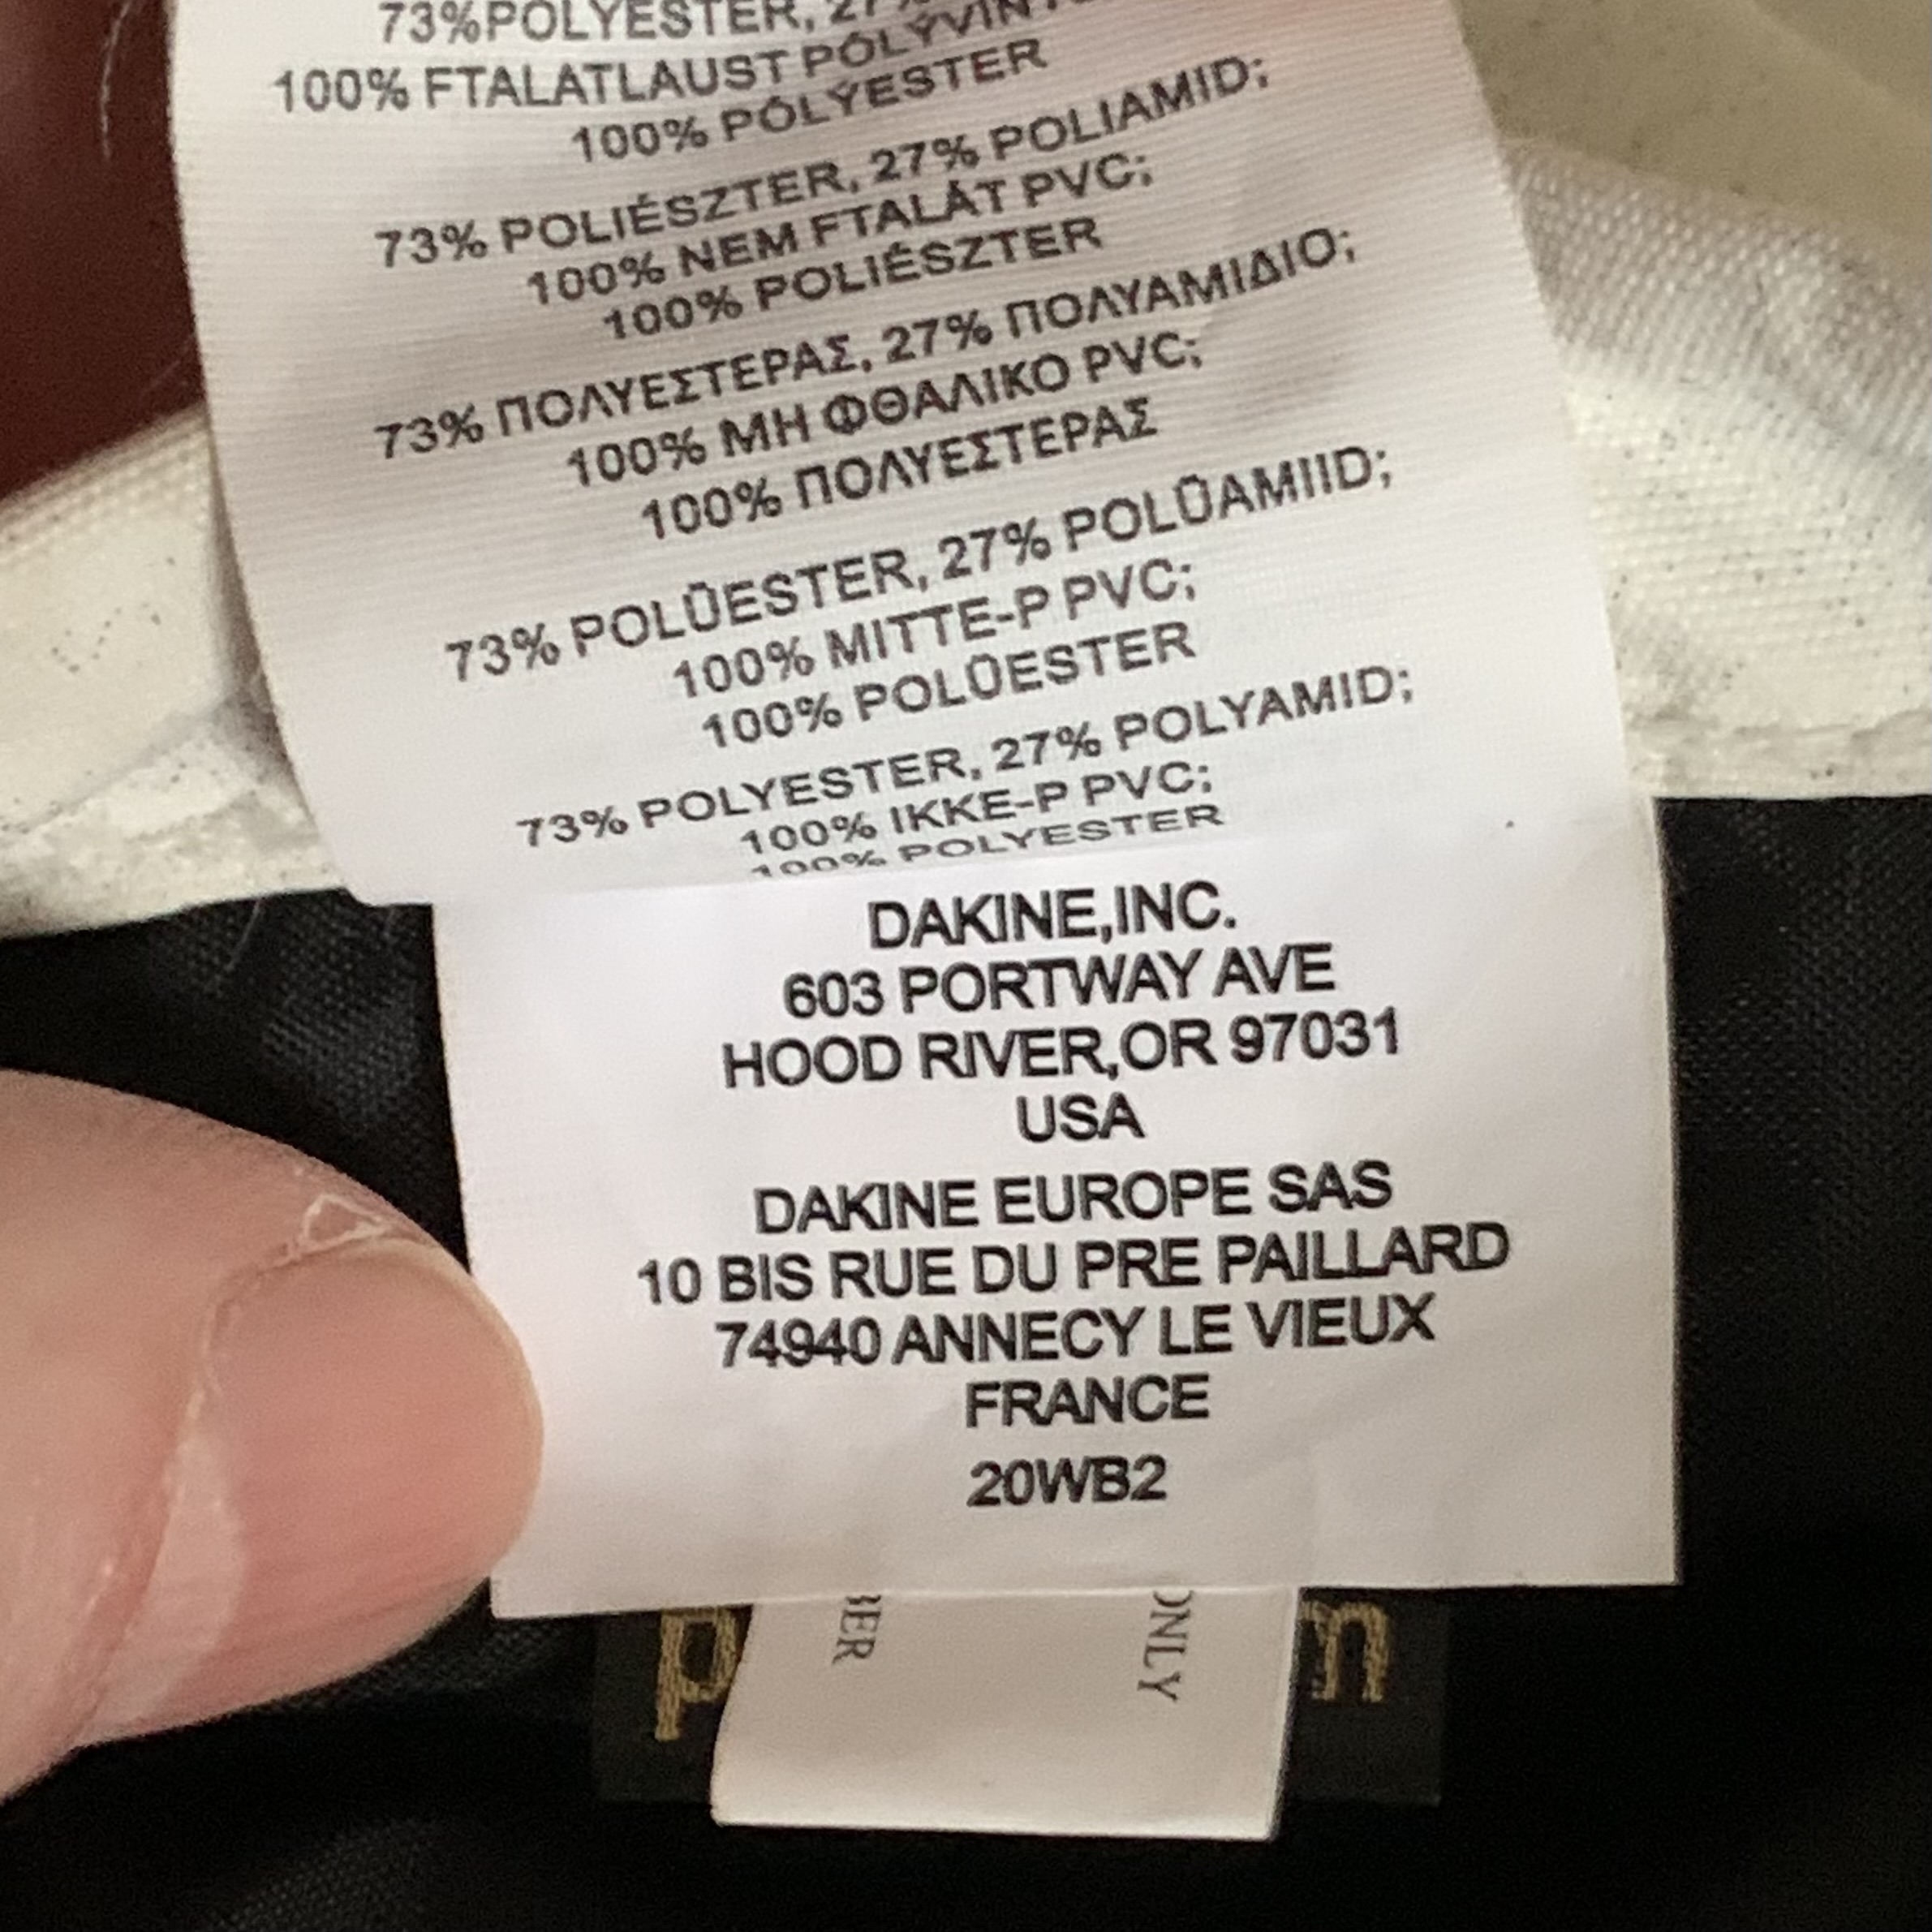 73%POLYESTER,
100% FTALATLAUST
100% PÓLÝESTER
73% POLIÉSZTER, 27% POLIAMID;
100% NEM FTALÁT PVC;
100% POLIÉSZTER
73% ΠΟΛΥΕΣΤΕΡΑΣ, 27% ΠΟΛΥΑΜΙΔΙΟ;
100% ΜΗ ΦΘΑΛΙΚΟ PVC;
100% ΠΟΛΥΕΣΤΕΡΑΣ
73% POLÜESTER, 27% POLÜAMIID;
100% MITTE-P PVC;
100% POLÜESTER
73% POLYESTER, 27% POLYAMID;
100% IKKE-P PVC;
100% POLYESTER
DAKINE,INC.
603 PORTWAY AVE
HOOD RIVER,OR 97031
USA
DAKINE EUROPE SAS
10 BIS RUE DU PRE PAILLARD
74940 ANNECY LE VIEUX
FRANCE
20WB2
ONLY